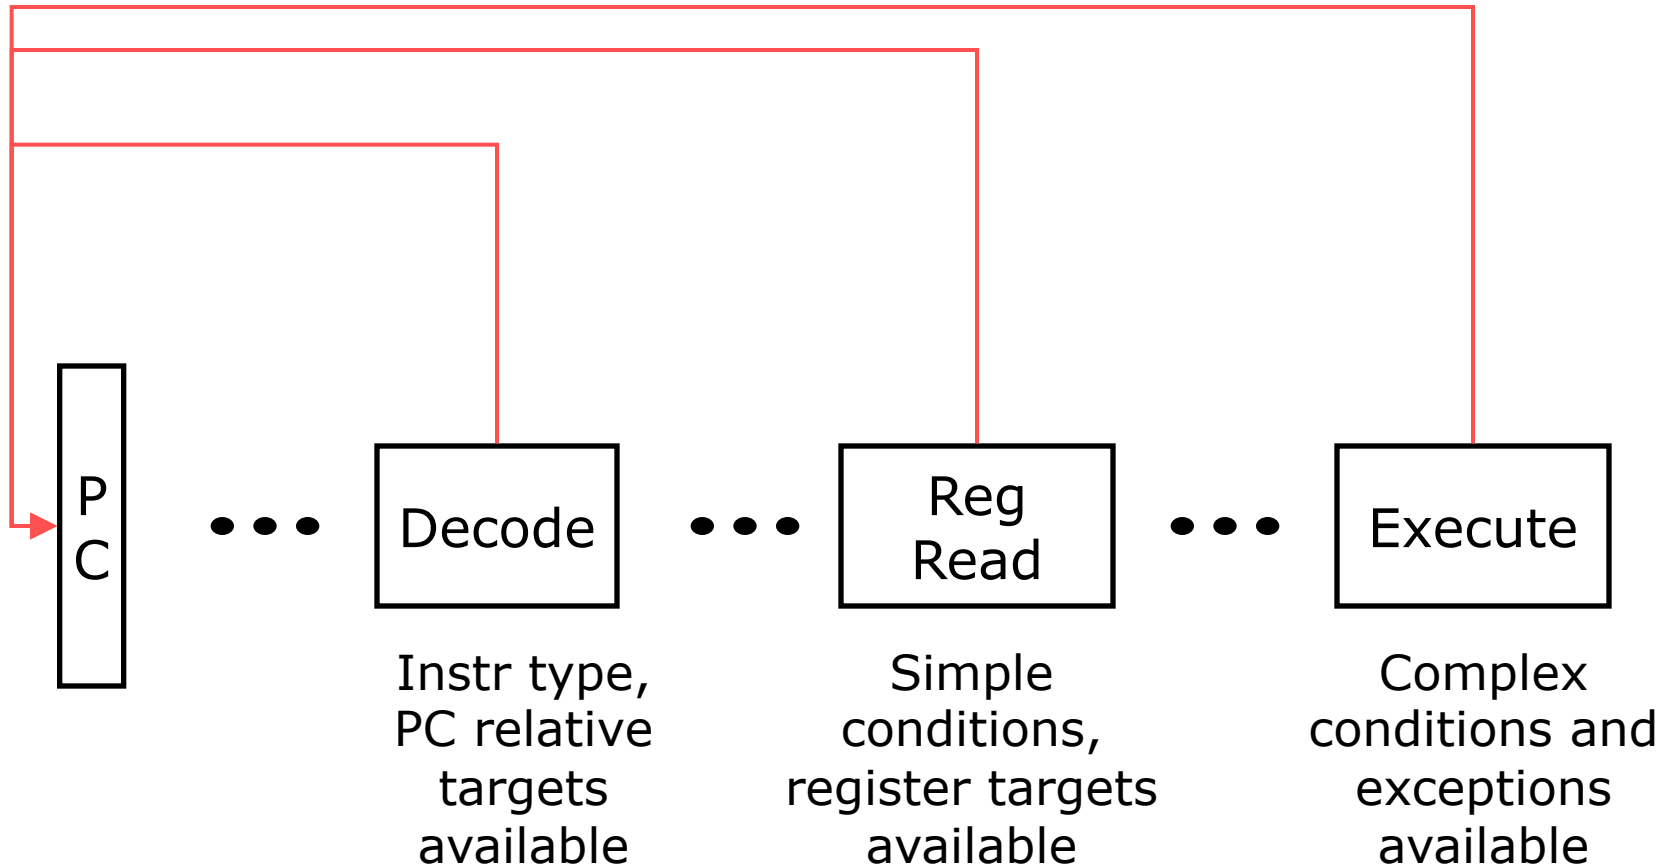 P
C
Decode
Reg
Read
Execute
Instr type,
PC relative
targets
available
Simple
conditions,
register targets
available
Complex
conditions and
exceptions
available